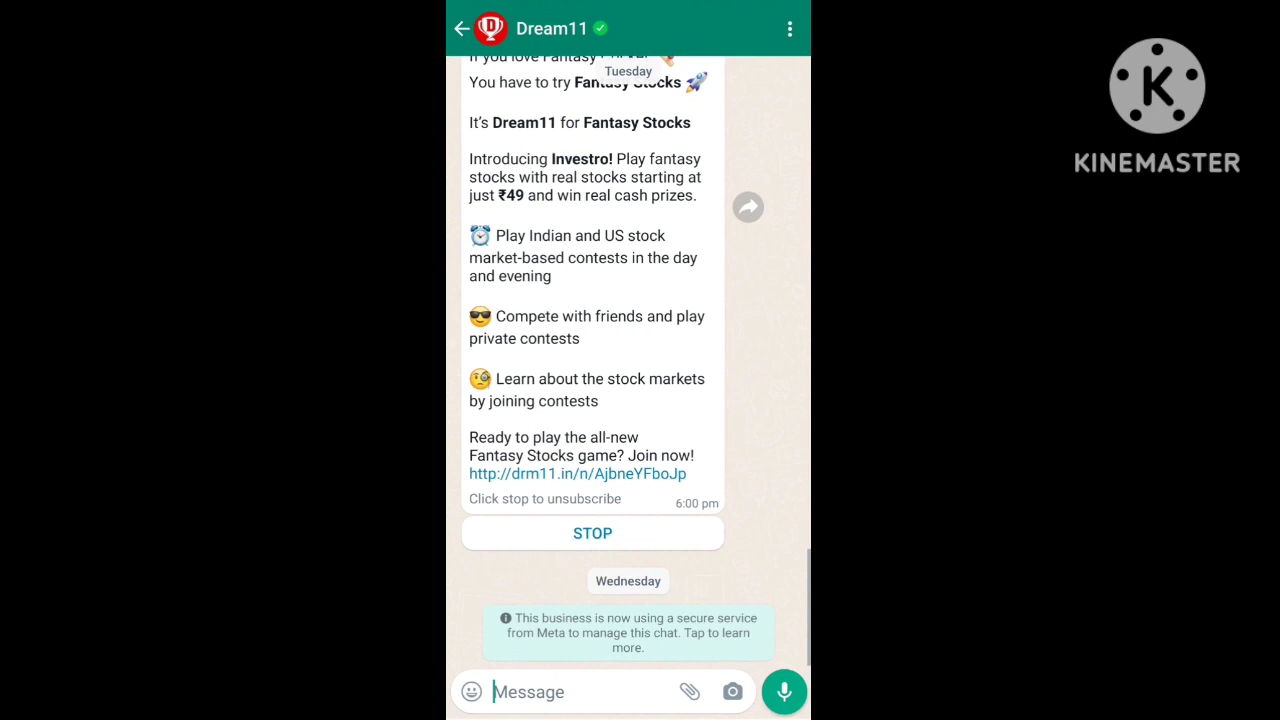 Dream11
If you love Fantasy
Tuesday
You have to try Fantasy Stocks
It's Dream11 for Fantasy Stocks
Introducing Investro! Play fantasy
stocks with real stocks starting at
just ₹49 and win real cash prizes.
Play Indian and US stock
market-based contests in the day
and evening
Compete with friends and play
private contests
Learn about the stock markets
by joining contests
Ready to play the all-new
Fantasy Stocks game? Join now!
http://drm11.in/n/AjbneYFboJp
Click stop to unsubscribe
6:00 pm
STOP
Wednesday
This business is now using a secure service
from Meta to manage this chat. Tap to learn
more.
Message
K
KINEMASTER